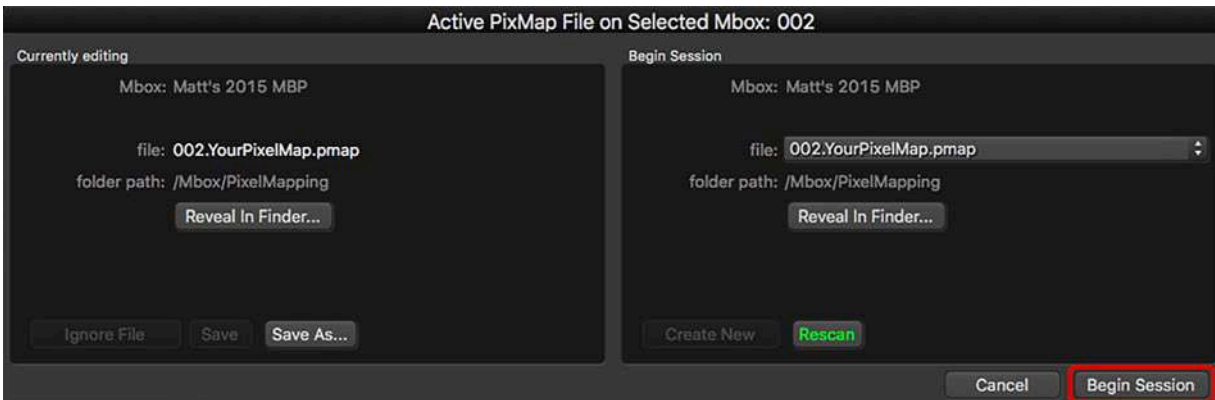 Active PixMap File on Selected Mbox: 002
Currently editing
Mbox: Matt's 2015 MBP
file: 002.YourPixelMap.pmap
folder path: /Mbox/PixelMapping
Reveal In Finder...
Ignore File Save Save As...
Begin Session
Mbox: Matt's 2015 MBP
file: 002.YourPixelMap.pmap
folder path: /Mbox/PixelMapping
Reveal In Finder...
Create New Rescan
Cancel Begin Session